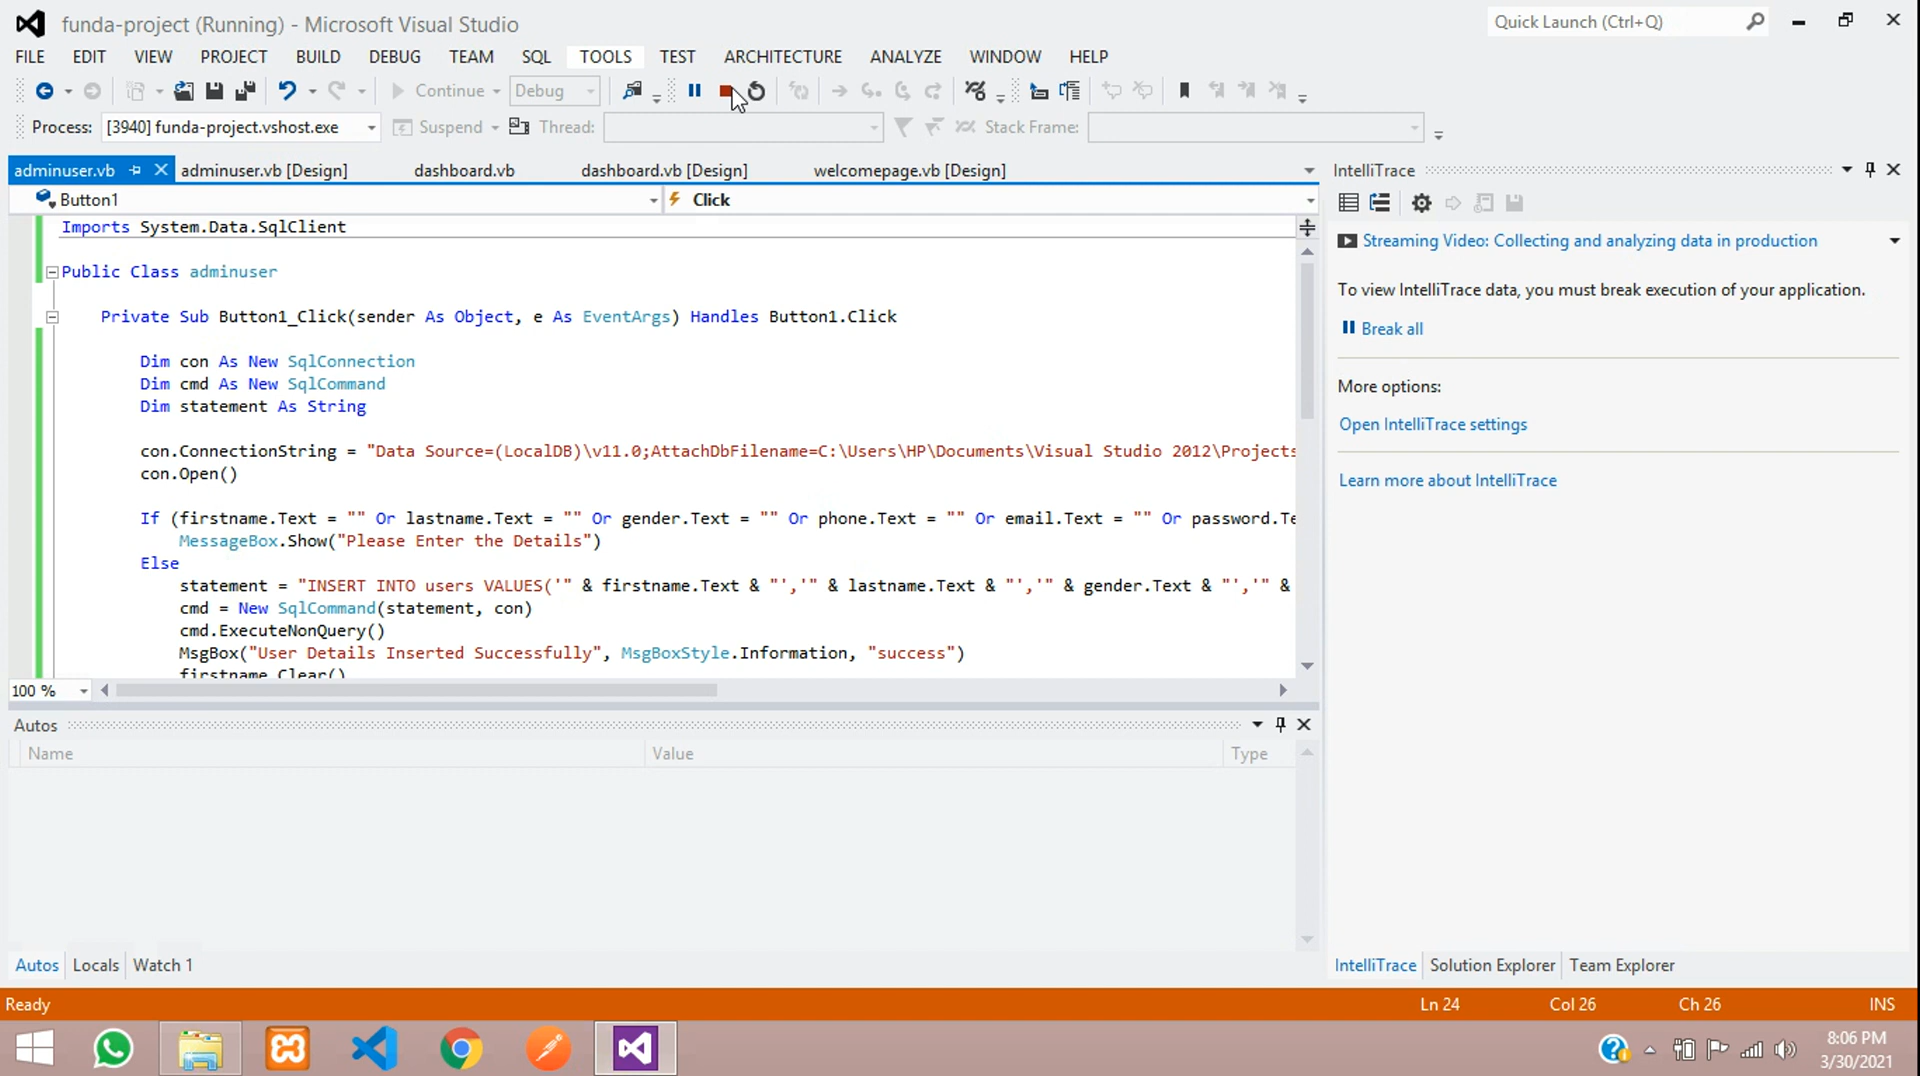 funda-project (Running) - Microsoft Visual Studio
Quick Launch (Ctrl+Q)
FILE EDIT VIEW PROJECT BUILD DEBUG TEAM SQL TOOLS TEST ARCHITECTURE ANALYZE WINDOW HELP
Continue Debug
Process: [3940] funda-project.vshost.exe Suspend Thread: Stack Frame:
adminuser.vb adminuser.vb [Design] dashboard.vb dashboard.vb [Design] welcomepage.vb [Design]
Button1 Click
Imports System.Data.SqlClient
Public Class adminuser
Private Sub Button1_Click(sender As Object, e As EventArgs) Handles Button1.Click
Dim con As New SqlConnection
Dim cmd As New SqlCommand
Dim statement As String
con.ConnectionString = "Data Source=(LocalDB)\v11.0;AttachDbFilename=C:\Users\HP\Documents\Visual Studio 2012\Projects
con.Open()
If (firstname.Text = "" Or lastname.Text = "" Or gender.Text = "" Or phone.Text = "" Or email.Text = "" Or password.Te
MessageBox.Show("Please Enter the Details")
Else
statement = "INSERT INTO users VALUES('" & firstname.Text & "','" & lastname.Text & "','" & gender.Text & "','" &
cmd = New SqlCommand(statement, con)
cmd.ExecuteNonQuery()
MsgBox("User Details Inserted Successfully", MsgBoxStyle.Information, "success")
firstname.Clear()
100 %
IntelliTrace
Streaming Video: Collecting and analyzing data in production
To view IntelliTrace data, you must break execution of your application.
Break all
More options:
Open IntelliTrace settings
Learn more about IntelliTrace
Autos
Name Value Type
Autos Locals Watch 1
IntelliTrace Solution Explorer Team Explorer
Ready Ln 24 Col 26 Ch 26 INS
8:06 PM
3/30/2021